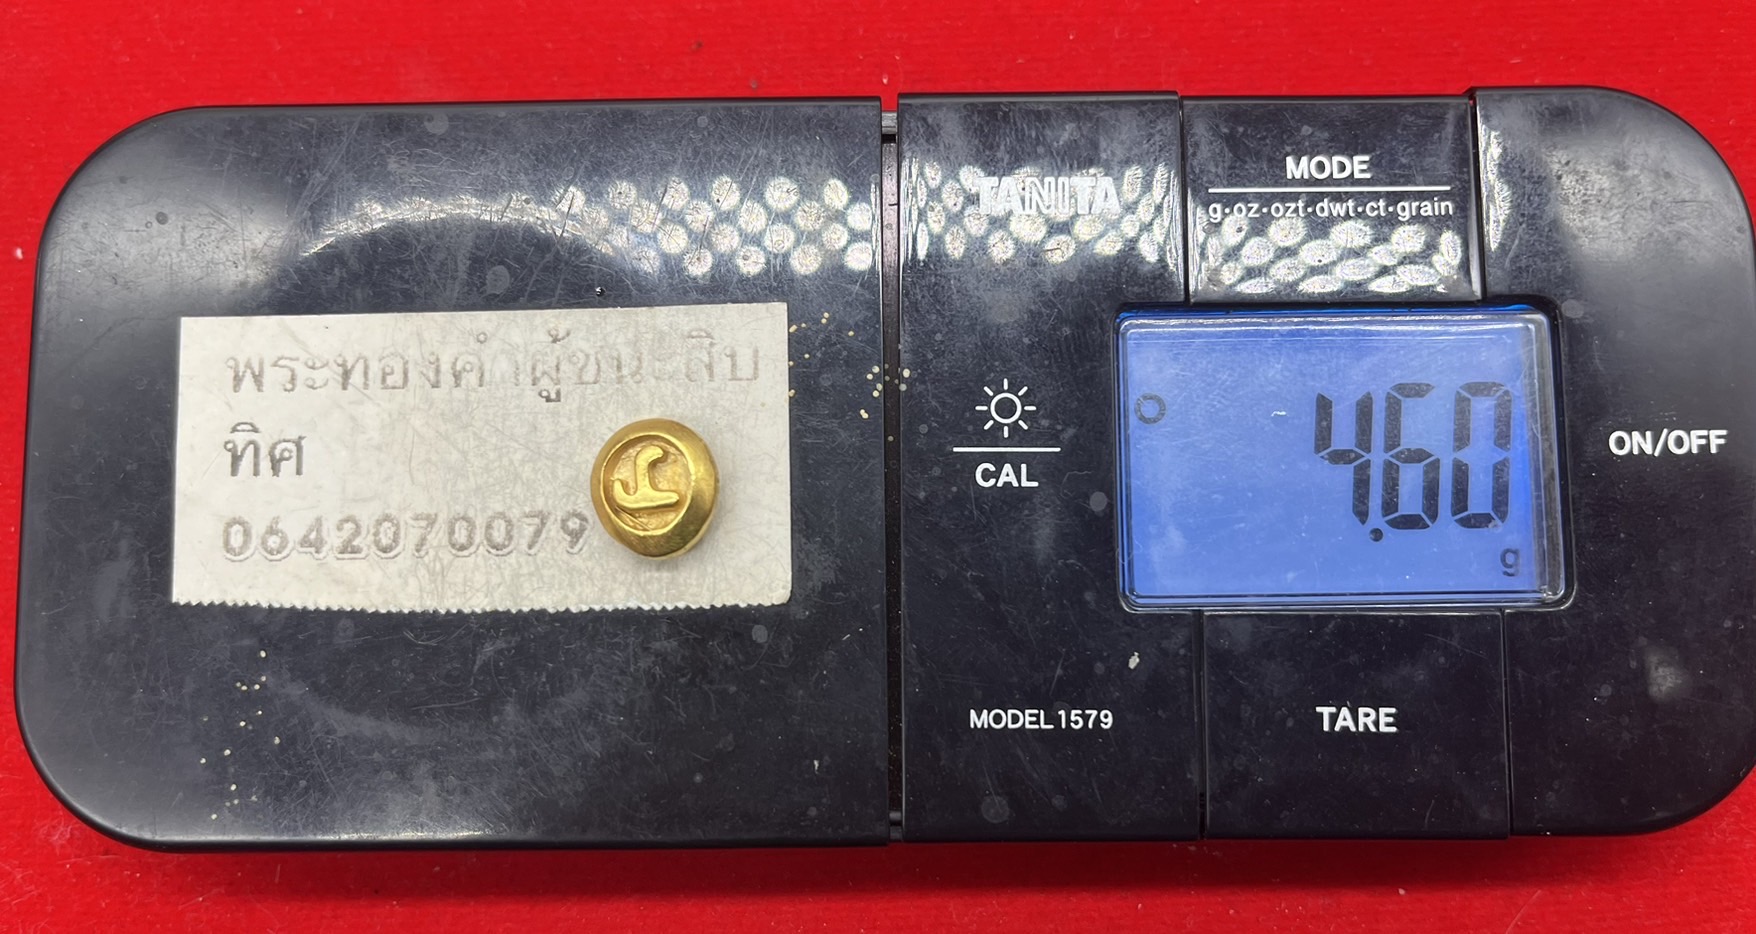 พระทองคำผู้ชนะสิบ
ทิศ
0642070079
TANITA
MODE
g·oz·ozt·dwt·ct·grain
CAL
4.60
g
ON/OFF
MODEL 1579
TARE